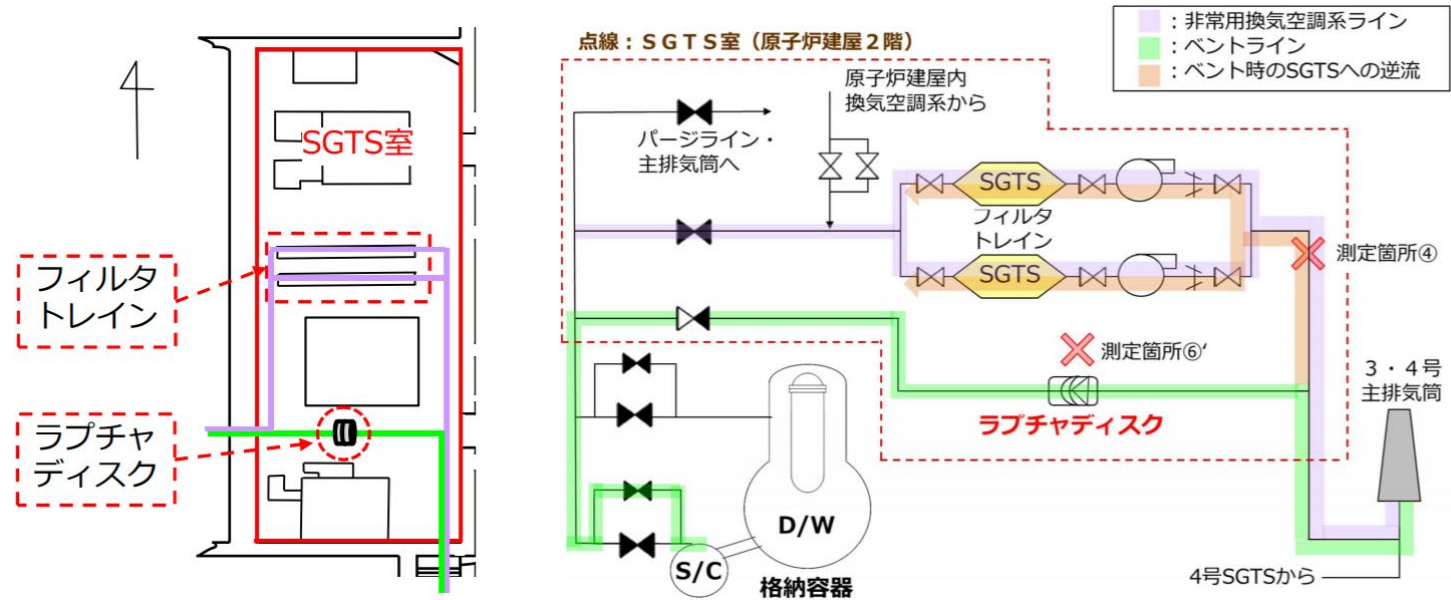 4
SGTS室
フィルタ
トレイン
ラプチャ
ディスク
点線：ＳＧＴＳ室（原子炉建屋２階）
：非常用換気空調系ライン
：ベントライン
：ベント時のSGTSへの逆流
原子炉建屋内
換気空調系から
パージライン・
主排気筒へ
SGTS
フィルタ
トレイン
SGTS
測定箇所④
測定箇所⑥‘
ラプチャディスク
３・４号
主排気筒
D/W
S/C
格納容器
4号SGTSから